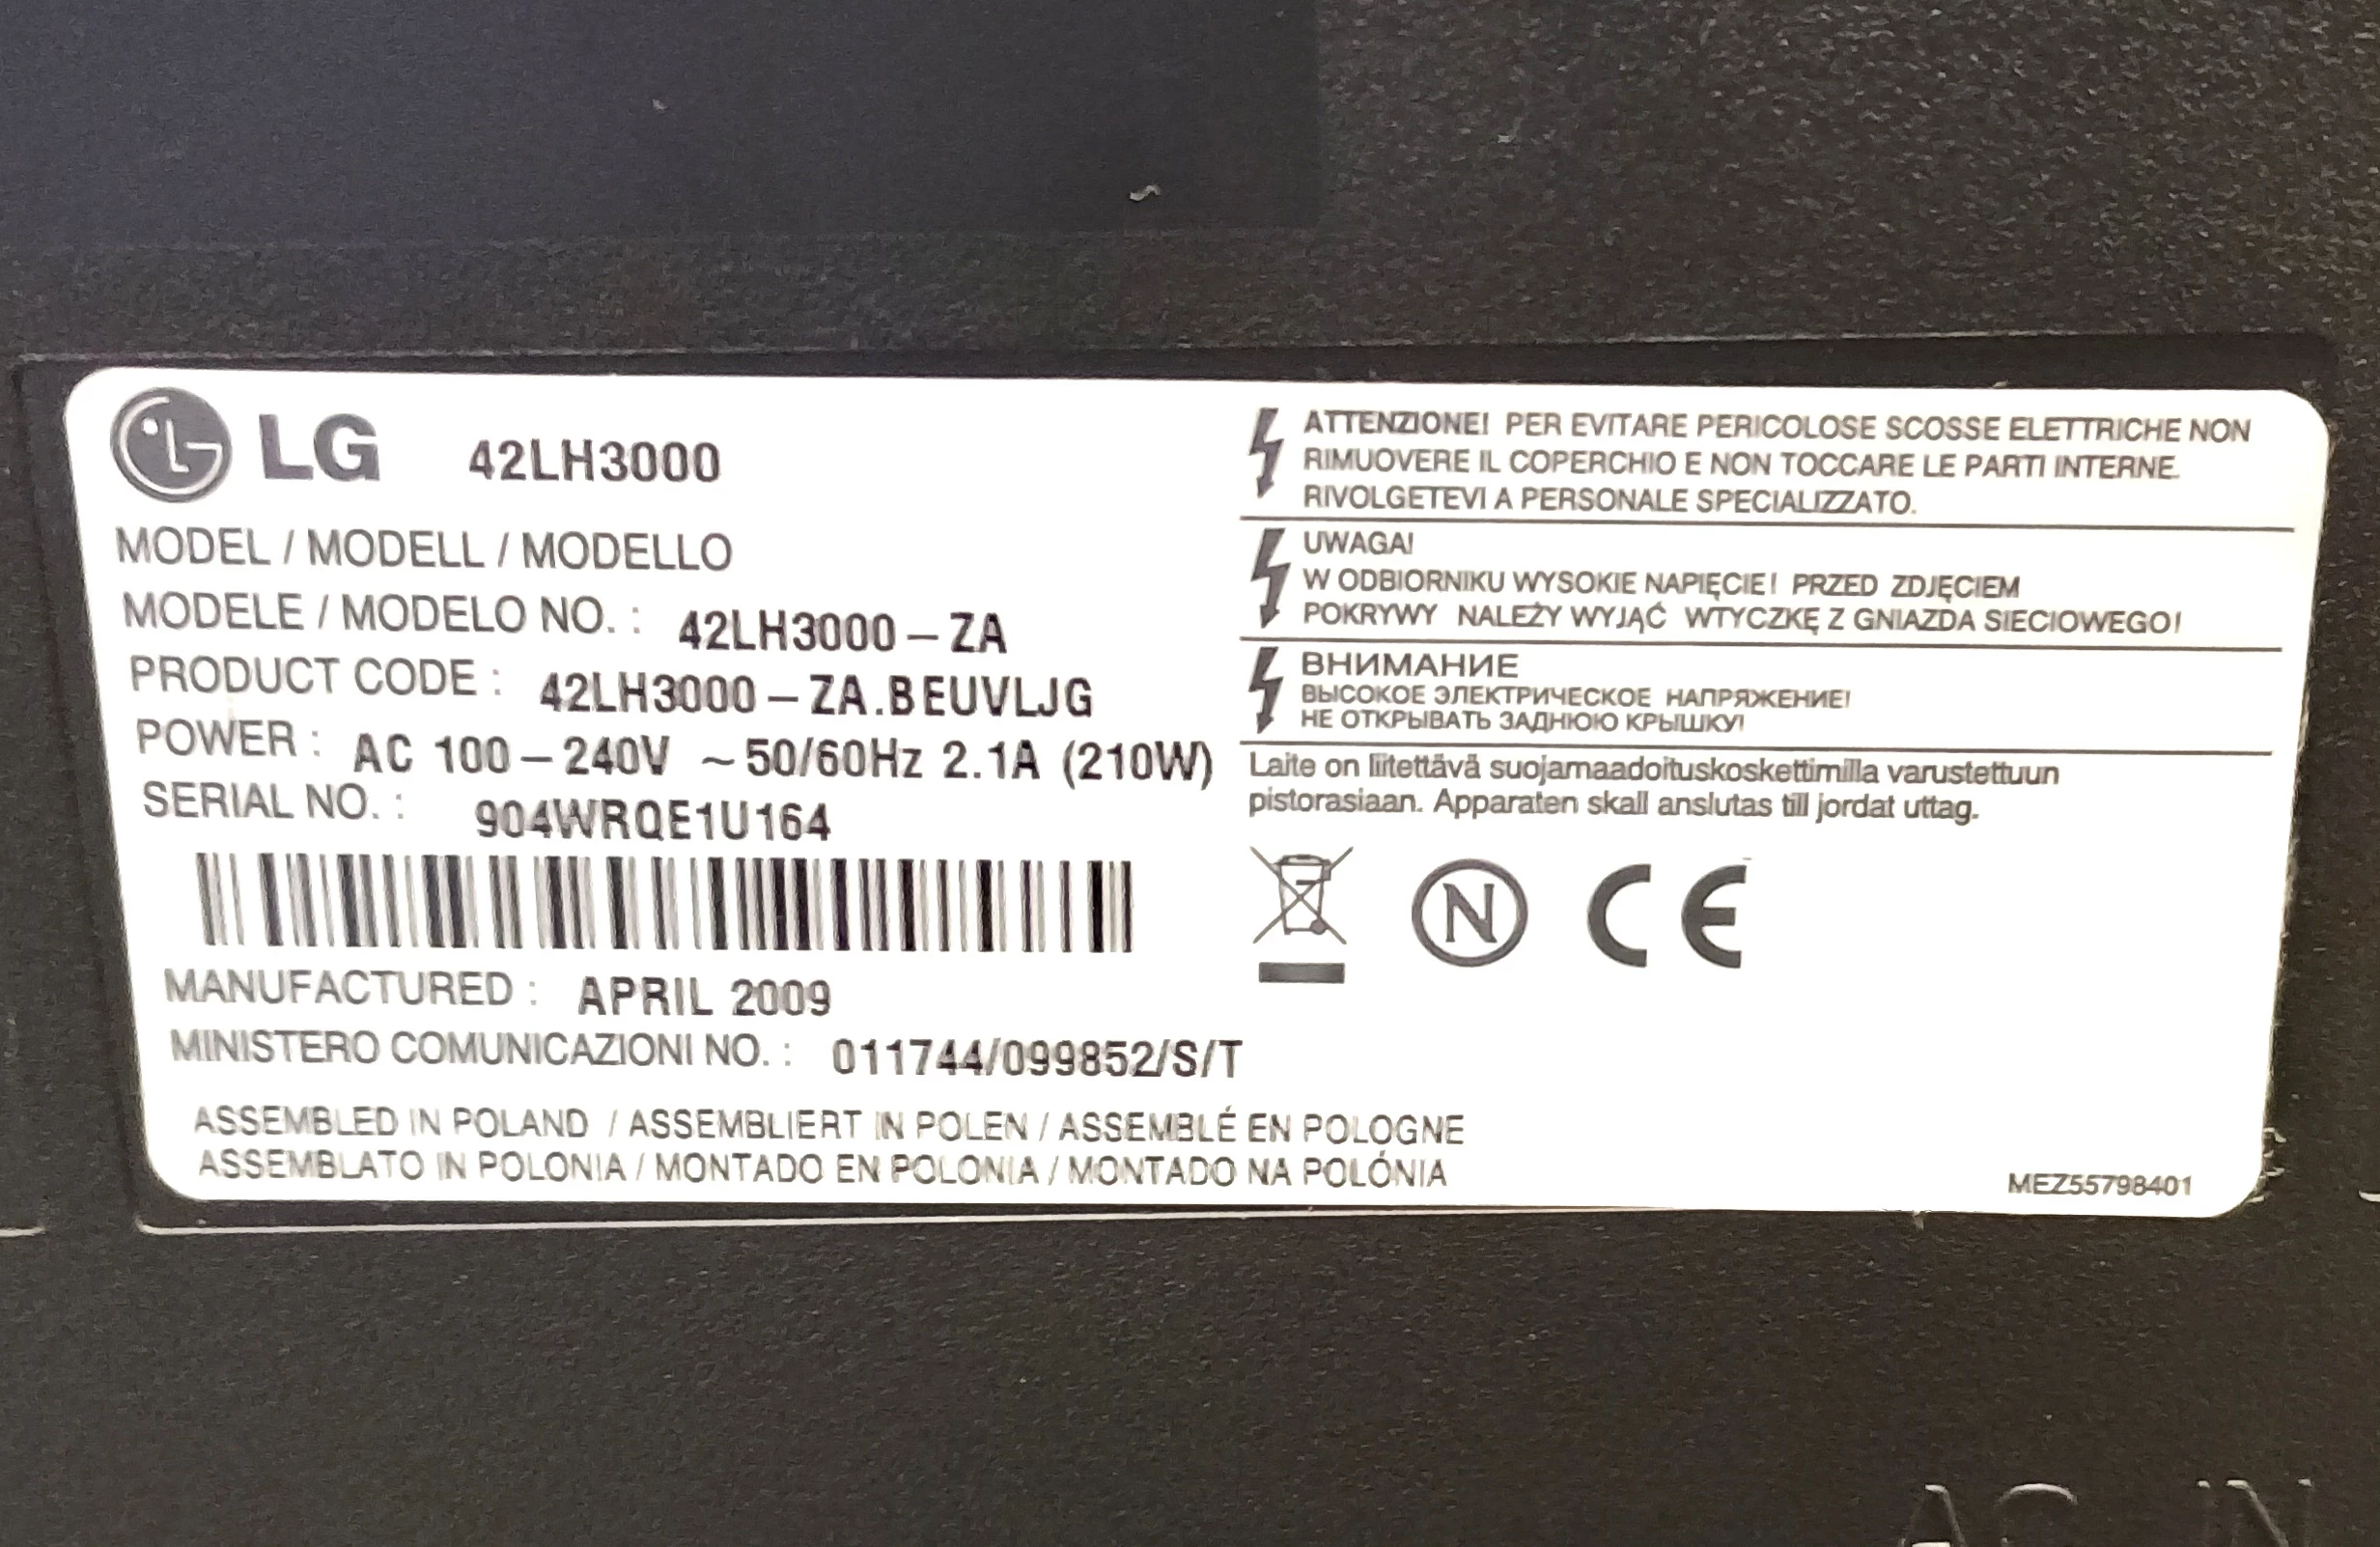 LG 42LH3000
MODEL / MODELL / MODELLO
MODELE / MODELO NO. : 42LH3000-ZA
PRODUCT CODE : 42LH3000-ZA.BEUVLJG
POWER : AC 100-240V ~50/60Hz 2.1A (210W)
SERIAL NO. : 904WRQE1U164
MANUFACTURED : APRIL 2009
MINISTERO COMUNICAZIONI NO. : 011744/099852/S/T
ASSEMBLED IN POLAND / ASSEMBLIERT IN POLEN / ASSEMBLÉ EN POLOGNE
ASSEMBLATO IN POLONIA / MONTADO EN POLONIA / MONTADO NA POLÓNIA
ATTENZIONE! PER EVITARE PERICOLOSE SCOSSE ELETTRICHE NON
RIMUOVERE IL COPERCHIO E NON TOCCARE LE PARTI INTERNE.
RIVOLGETEVI A PERSONALE SPECIALIZZATO.
UWAGA!
W ODBIORNIKU WYSOKIE NAPIĘCIE! PRZED ZDJĘCIEM
POKRYWY NALEŻY WYJĄĆ WTYCZKĘ Z GNIAZDA SIECIOWEGO!
ВНИМАНИЕ
ВЫСОКОЕ ЭЛЕКТРИЧЕСКОЕ НАПРЯЖЕНИЕ!
НЕ ОТКРЫВАТЬ ЗАДНЮЮ КРЫШКУ!
Laite on liitettävä suojamaadoituskoskettimilla varustettuun
pistorasiaan. Apparaten skall anslutas till jordat uttag.
N CE
MEZ55798401
AC IN